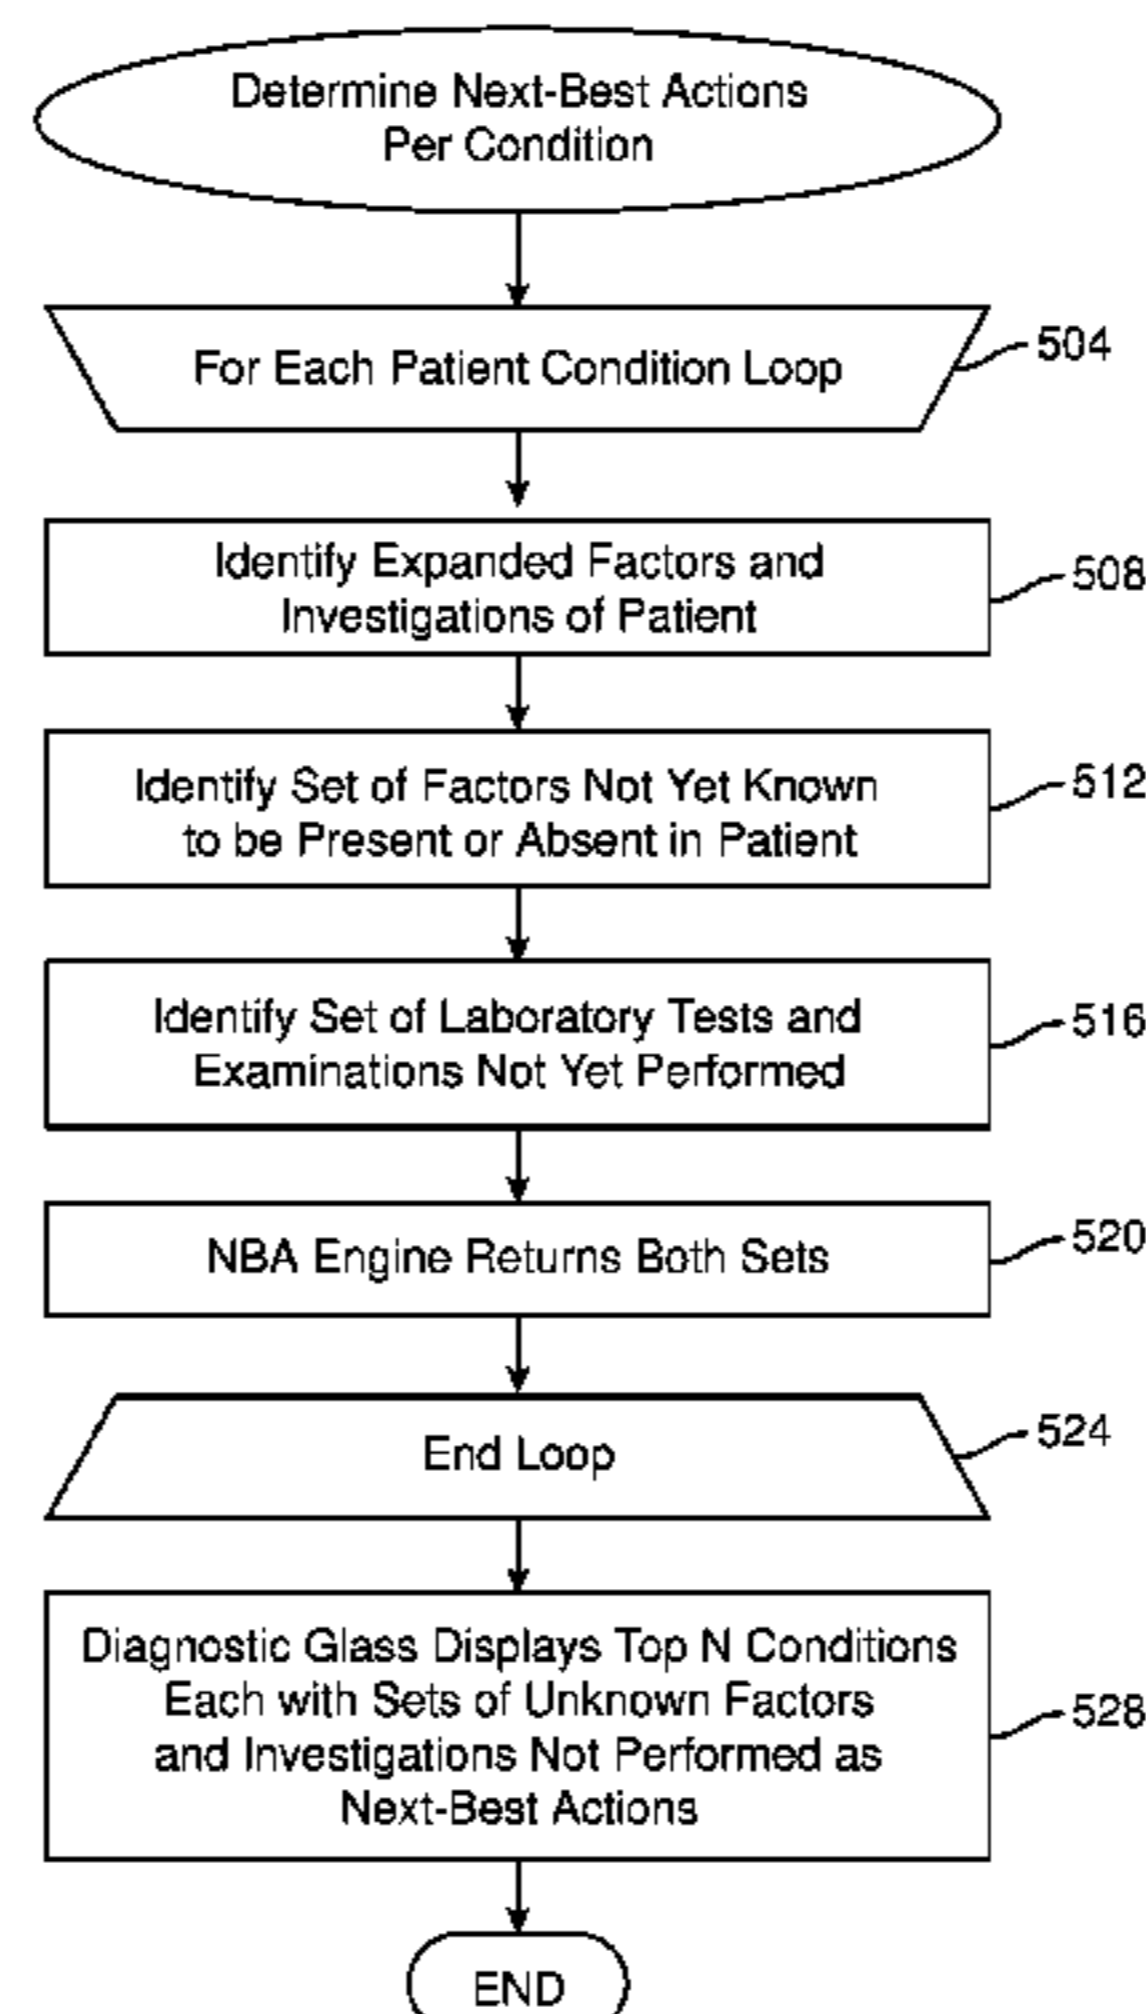 Determine Next-Best Actions
Per Condition
For Each Patient Condition Loop
504
Identify Expanded Factors and
Investigations of Patient
508
Identify Set of Factors Not Yet Known
to be Present or Absent in Patient
512
Identify Set of Laboratory Tests and
Examinations Not Yet Performed
516
NBA Engine Returns Both Sets
520
End Loop
524
Diagnostic Glass Displays Top N Conditions
Each with Sets of Unknown Factors
and Investigations Not Performed as
Next-Best Actions
528
END